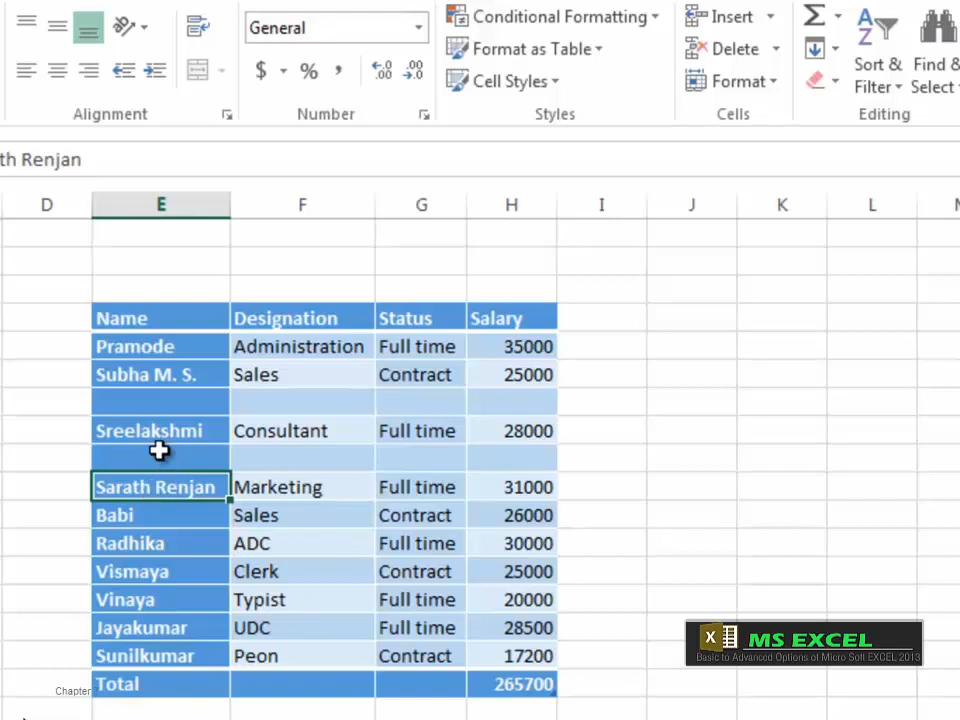 General
Conditional Formatting
Insert
$ % ,
Format as Table
Delete
Sort & Find &
Cell Styles
Format
Filter Select
Alignment Number Styles Cells Editing
th Renjan
D E F G H I J K L
Name Designation Status Salary
Pramode Administration Full time 35000
Subha M. S. Sales Contract 25000
Sreelakshmi Consultant Full time 28000
Sarath Renjan Marketing Full time 31000
Babi Sales Contract 26000
Radhika ADC Full time 30000
Vismaya Clerk Contract 25000
Vinaya Typist Full time 20000
Jayakumar UDC Full time 28500
Sunilkumar Peon Contract 17200
Total 265700
MS EXCEL
Basic to Advanced Options of Micro Soft EXCEL 2013
Chapter